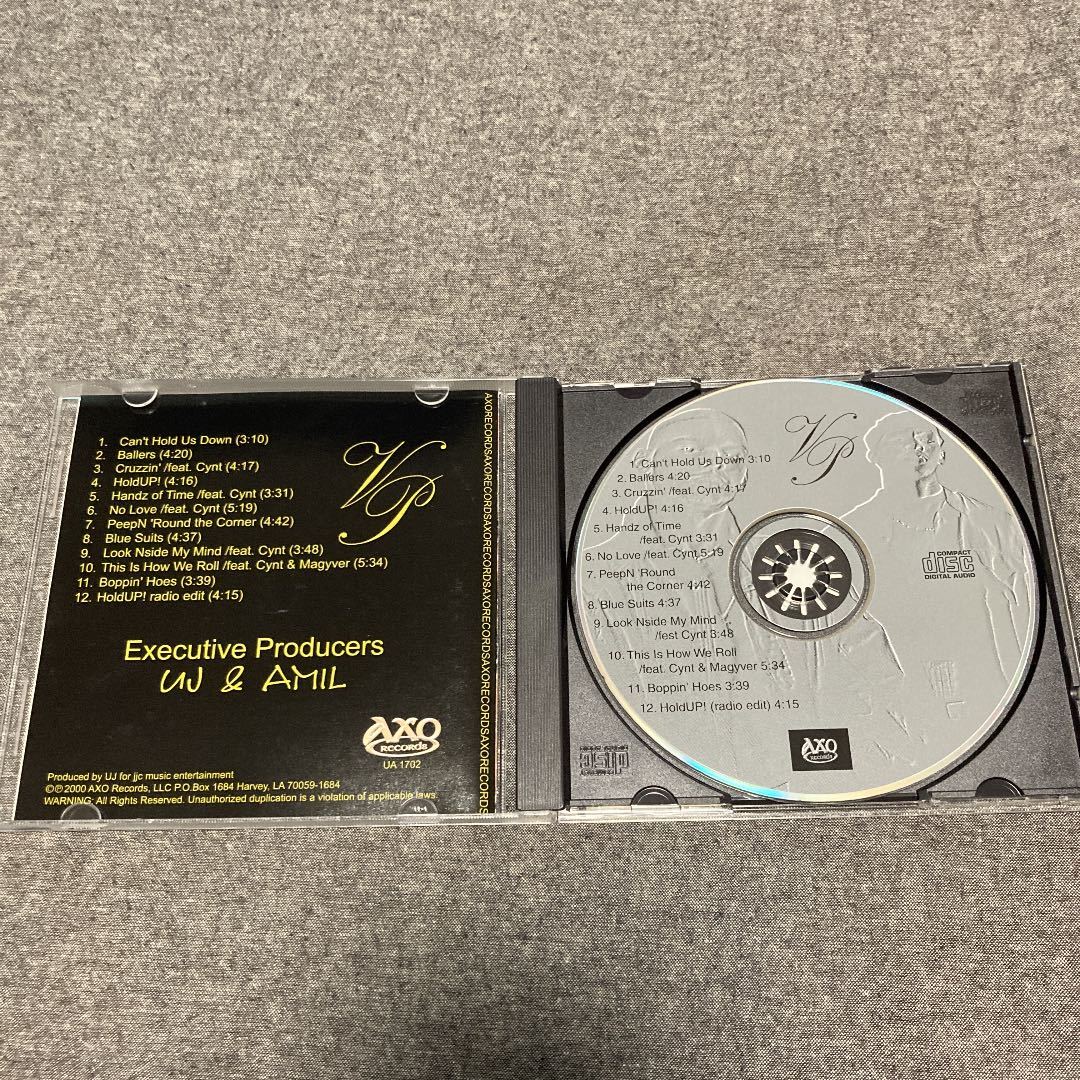 1. Can't Hold Us Down (3:10)
2. Ballers (4:20)
3. Cruzzin' /feat. Cynt (4:17)
4. HoldUP! (4:16)
5. Handz of Time /feat. Cynt (3:31)
6. No Love /feat. Cynt (5:19)
7. PeepN 'Round the Corner (4:42)
8. Blue Suits (4:37)
9. Look Nside My Mind /feat. Cynt (3:48)
10. This Is How We Roll /feat. Cynt & Magyver (5:34)
11. Boppin' Hoes (3:39)
12. HoldUP! radio edit) (4:15)
VP
Executive Producers
UJ & AMIL
AXO
RECORDS
UA 1702
Produced by UJ for jjc music entertainment
©℗ 2000 AXO Records, LLC P.O.Box 1684 Harvey, LA 70059-1684
WARNING: All Rights Reserved. Unauthorized duplication is a violation of applicable laws.
AXORECORDSAXORECORDSAXORECORDSAXORECORDSAXORECORDSAXORECORDS
VP
1. Can't Hold Us Down 3:10
2. Ballers 4:20
3. Cruzzin' /feat. Cynt 4:17
4. HoldUP! 4:16
5. Handz of Time
/feat. Cynt 3:31
6. No Love /feat. Cynt 5:19
7. PeepN 'Round
the Corner 4:42
8. Blue Suits 4:37
9. Look Nside My Mind
/fest Cynt 3:48
10. This Is How We Roll
/feat. Cynt & Magyver 5:34
11. Boppin' Hoes 3:39
12. HoldUP! (radio edit) 4:15
COMPACT
disc
DIGITAL AUDIO
AXO
RECORDS